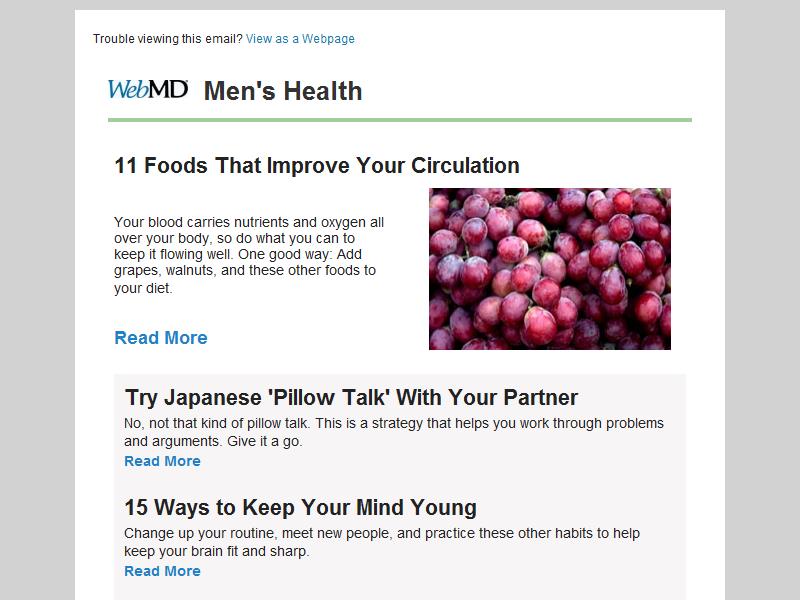 Trouble viewing this email? View as a Webpage
WebMD Men's Health
11 Foods That Improve Your Circulation
Your blood carries nutrients and oxygen all
over your body, so do what you can to
keep it flowing well. One good way: Add
grapes, walnuts, and these other foods to
your diet.
Read More
Try Japanese 'Pillow Talk' With Your Partner
No, not that kind of pillow talk. This is a strategy that helps you work through problems
and arguments. Give it a go.
Read More
15 Ways to Keep Your Mind Young
Change up your routine, meet new people, and practice these other habits to help
keep your brain fit and sharp.
Read More